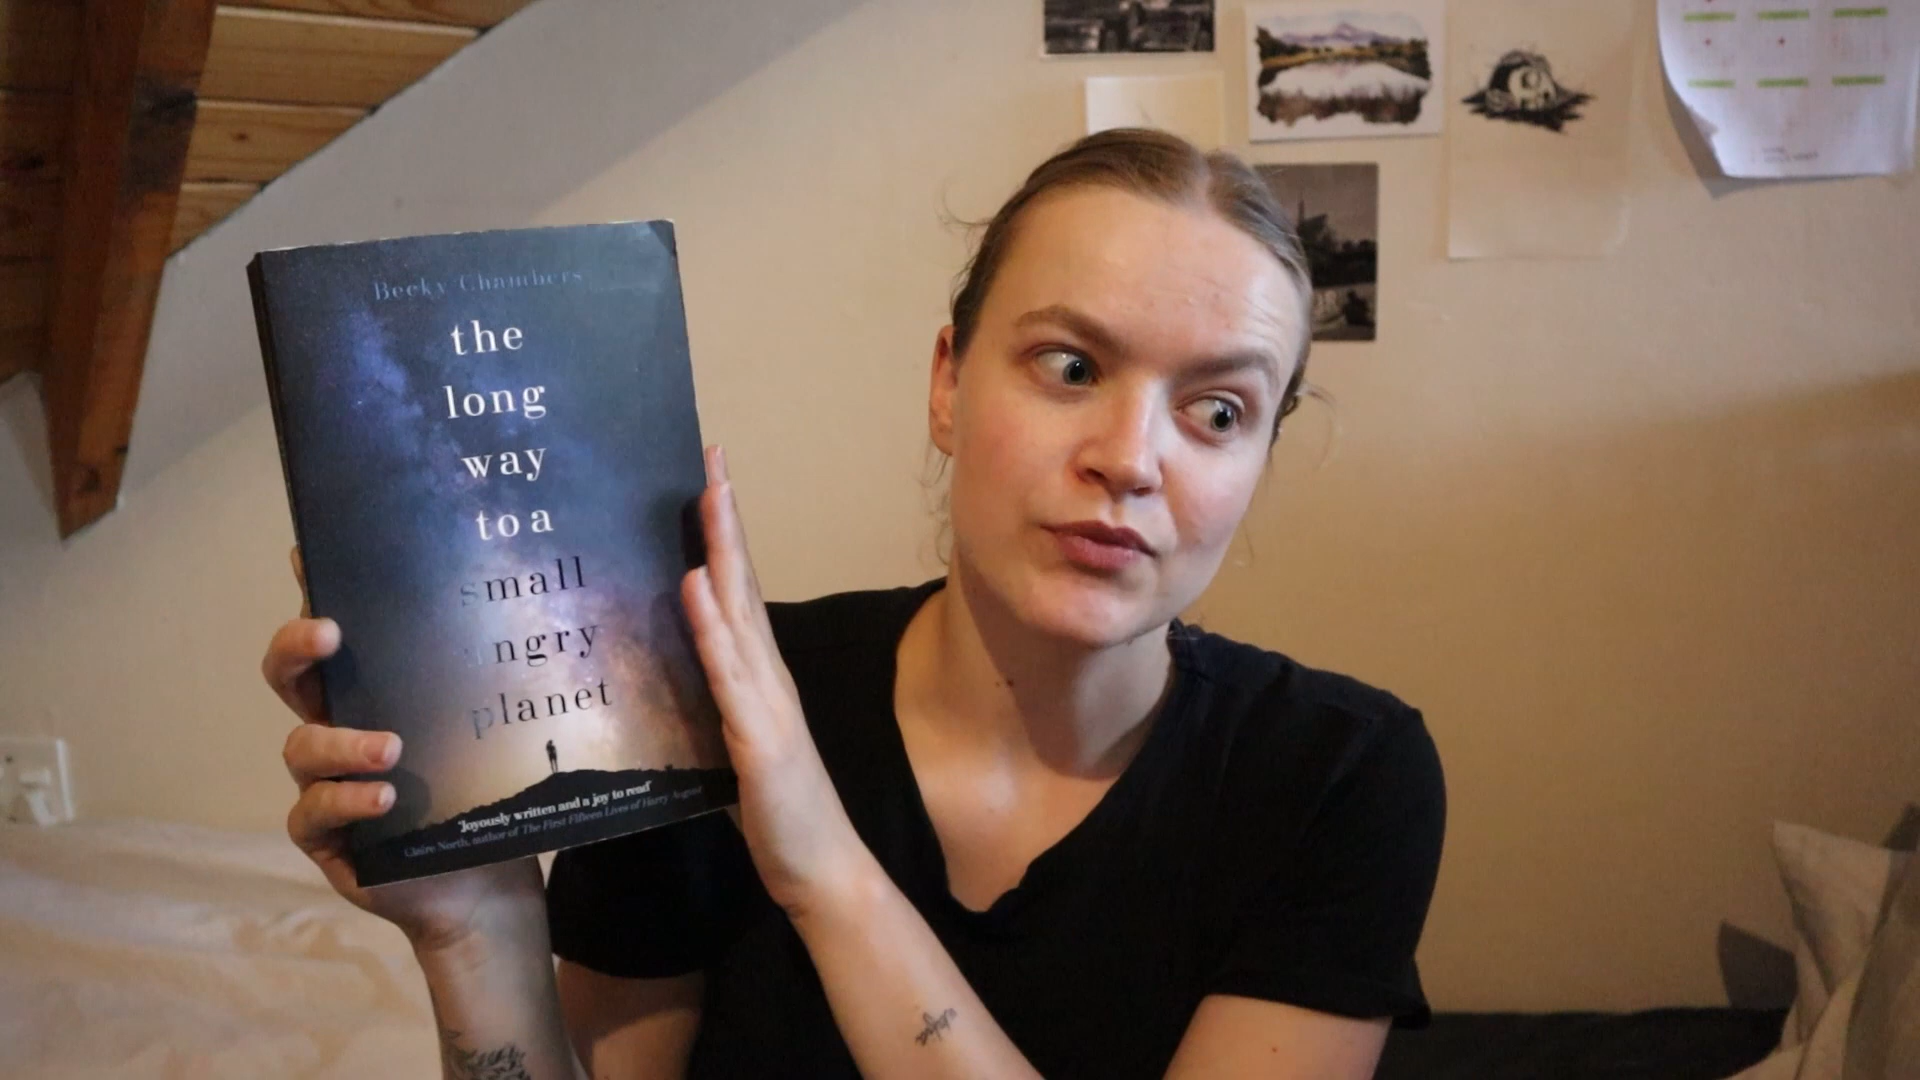 Becky Chambers
the
long
way
to a
small
angry
planet
'Joyously written and a joy to read'
Claire North, author of The First Fifteen Lives of Harry August